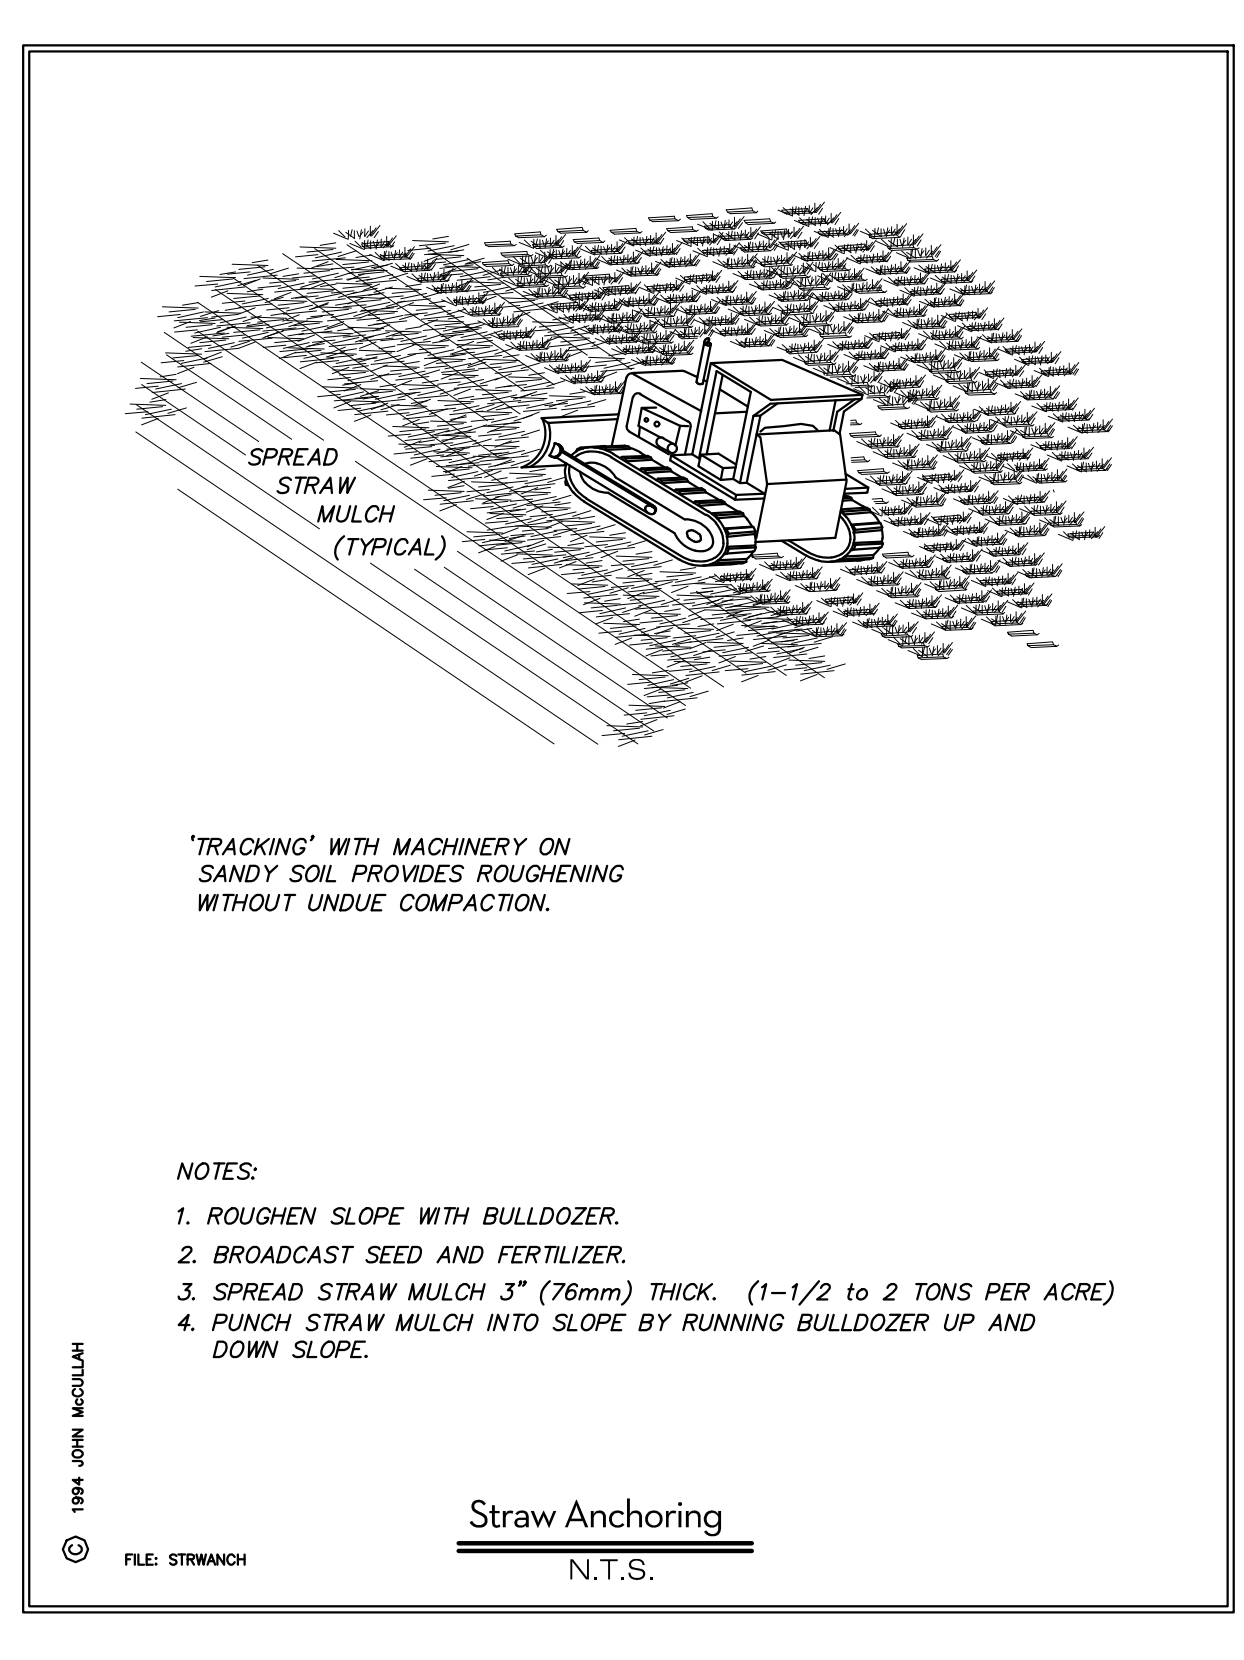 SPREAD
STRAW
MULCH
(TYPICAL)
'TRACKING' WITH MACHINERY ON
SANDY SOIL PROVIDES ROUGHENING
WITHOUT UNDUE COMPACTION.
NOTES:
1. ROUGHEN SLOPE WITH BULLDOZER.
2. BROADCAST SEED AND FERTILIZER.
3. SPREAD STRAW MULCH 3" (76mm) THICK. (1-1/2 to 2 TONS PER ACRE)
4. PUNCH STRAW MULCH INTO SLOPE BY RUNNING BULLDOZER UP AND
DOWN SLOPE.
© 1994 JOHN McCULLAH
FILE: STRWANCH
Straw Anchoring
N.T.S.